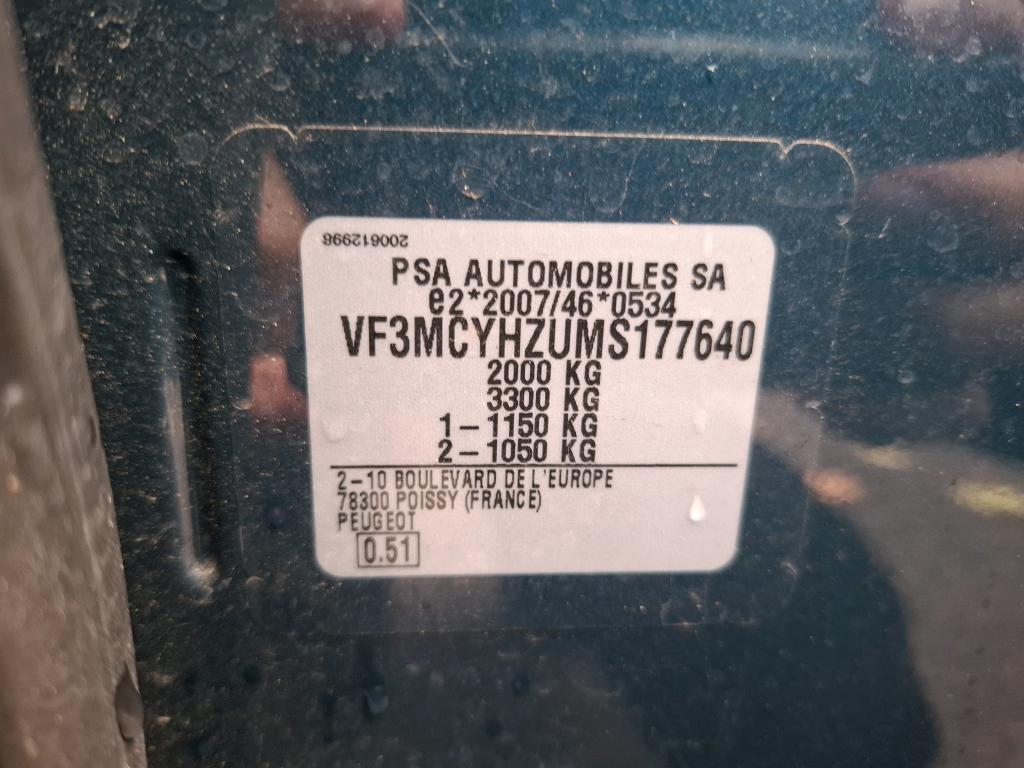 200612998
PSA AUTOMOBILES SA
e2*2007/46*0534
VF3MCYHZUMS177640
2000 KG
3300 KG
1-1150 KG
2-1050 KG
2-10 BOULEVARD DE L'EUROPE
78300 POISSY (FRANCE)
PEUGEOT
0.51